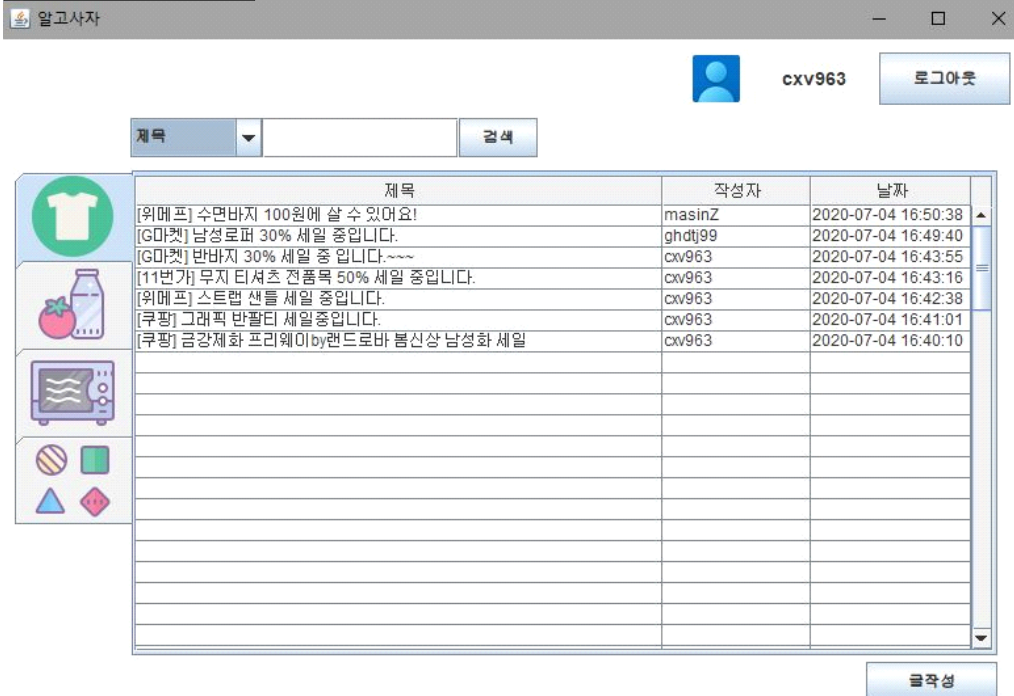 알고사자
cxv963
로그아웃
제목
검색
제목 작성자 날짜
[위메프] 수면바지 100원에 살 수 있어요! masinZ 2020-07-04 16:50:38
[G마켓] 남성로퍼 30% 세일 중입니다. ghdtj99 2020-07-04 16:49:40
[G마켓] 반바지 30% 세일 중 입니다.~~~ cxv963 2020-07-04 16:43:55
[11번가] 무지 티셔츠 전품목 50% 세일 중입니다. cxv963 2020-07-04 16:43:16
[위메프] 스트랩 샌들 세일 중입니다. cxv963 2020-07-04 16:42:38
[쿠팡] 그래픽 반팔티 세일중입니다. cxv963 2020-07-04 16:41:01
[쿠팡] 금강제화 프리웨이by랜드로바 봄신상 남성화 세일 cxv963 2020-07-04 16:40:10
글작성